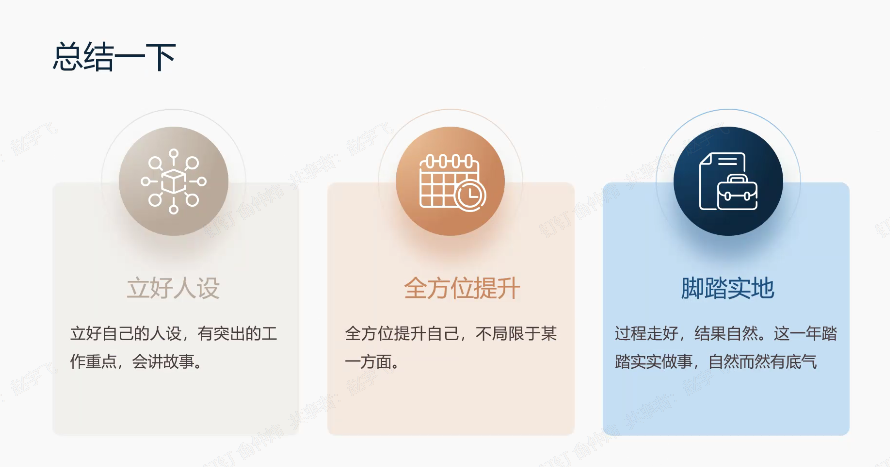 总结一下
立好人设
立好自己的人设，有突出的工
作重点，会讲故事。
全方位提升
全方位提升自己，不局限于某
一方面。
脚踏实地
过程走好，结果自然。这一年踏
踏实实做事，自然而然有底气